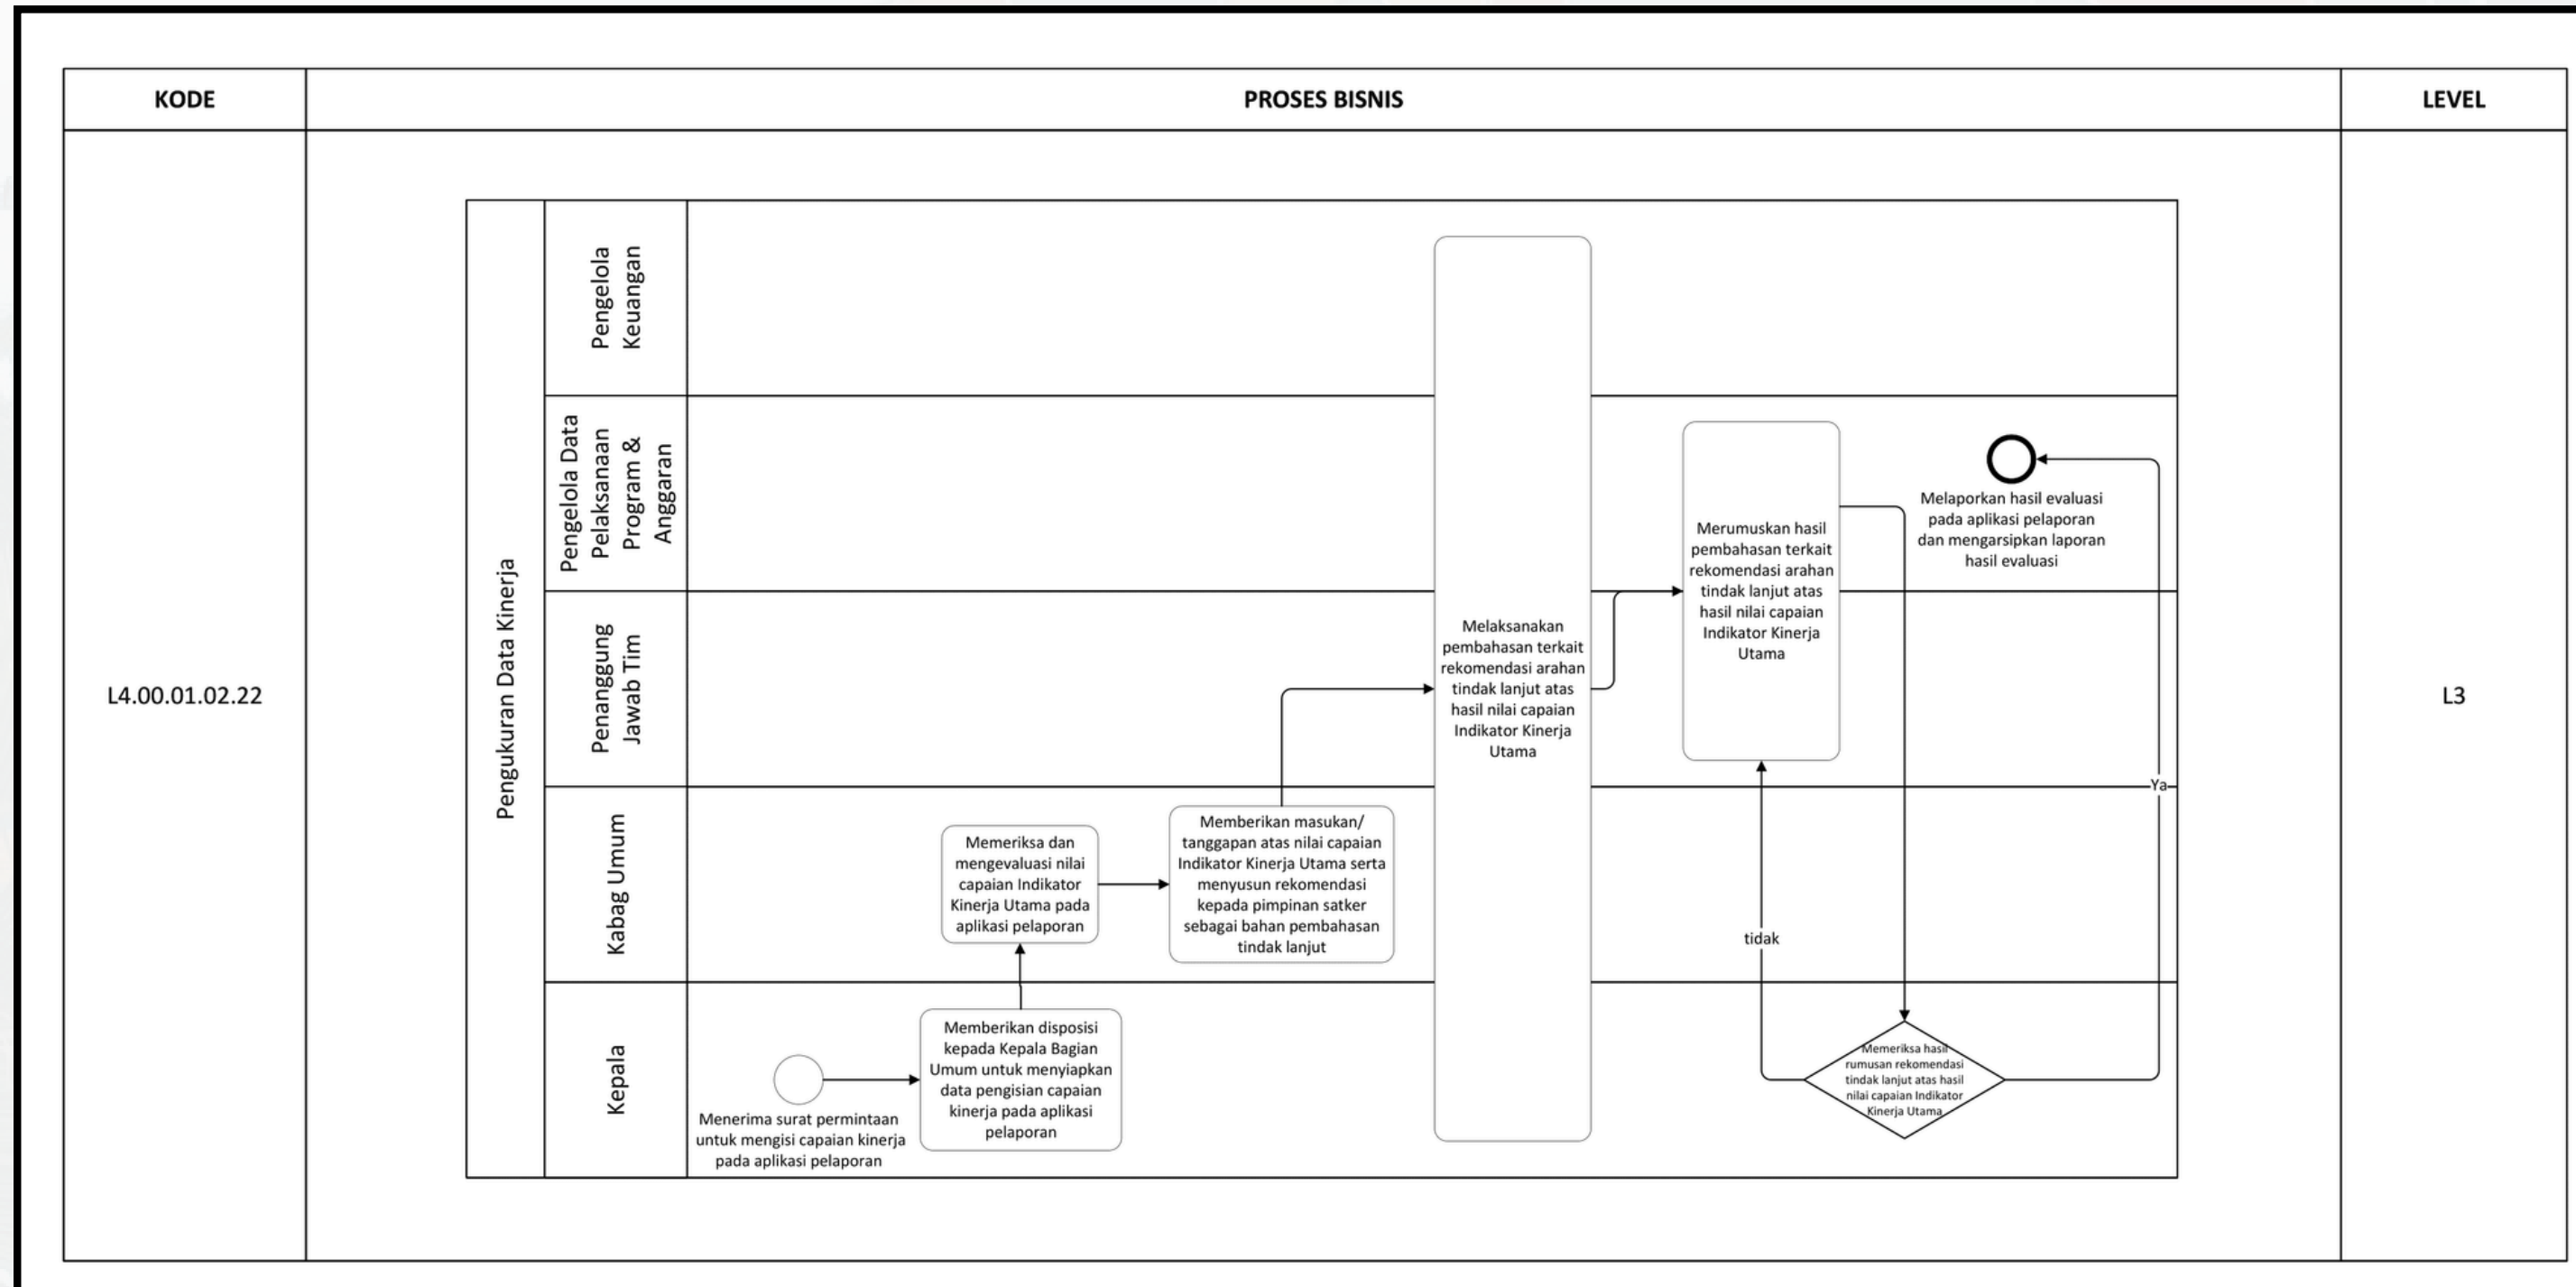 KODE
PROSES BISNIS
LEVEL
L4.00.01.02.22
L3
Pengukuran Data Kinerja
Pengelola
Keuangan
Pengelola Data
Pelaksanaan
Program &
Anggaran
Penanggung
Jawab Tim
Kabag Umum
Kepala
Menerima surat permintaan
untuk mengisi capaian kinerja
pada aplikasi pelaporan
Memberikan disposisi
kepada Kepala Bagian
Umum untuk menyiapkan
data pengisian capaian
kinerja pada aplikasi
pelaporan
Memeriksa dan
mengevaluasi nilai
capaian Indikator
Kinerja Utama pada
aplikasi pelaporan
Memberikan masukan/
tanggapan atas nilai capaian
Indikator Kinerja Utama serta
menyusun rekomendasi
kepada pimpinan satker
sebagai bahan pembahasan
tindak lanjut
Melaksanakan
pembahasan terkait
rekomendasi arahan
tindak lanjut atas
hasil nilai capaian
Indikator Kinerja
Utama
Merumuskan hasil
pembahasan terkait
rekomendasi arahan
tindak lanjut atas
hasil nilai capaian
Indikator Kinerja
Utama
Memeriksa hasil
rumusan rekomendasi
tindak lanjut atas hasil
nilai capaian Indikator
Kinerja Utama
tidak
Ya
Melaporkan hasil evaluasi
pada aplikasi pelaporan
dan mengarsipkan laporan
hasil evaluasi